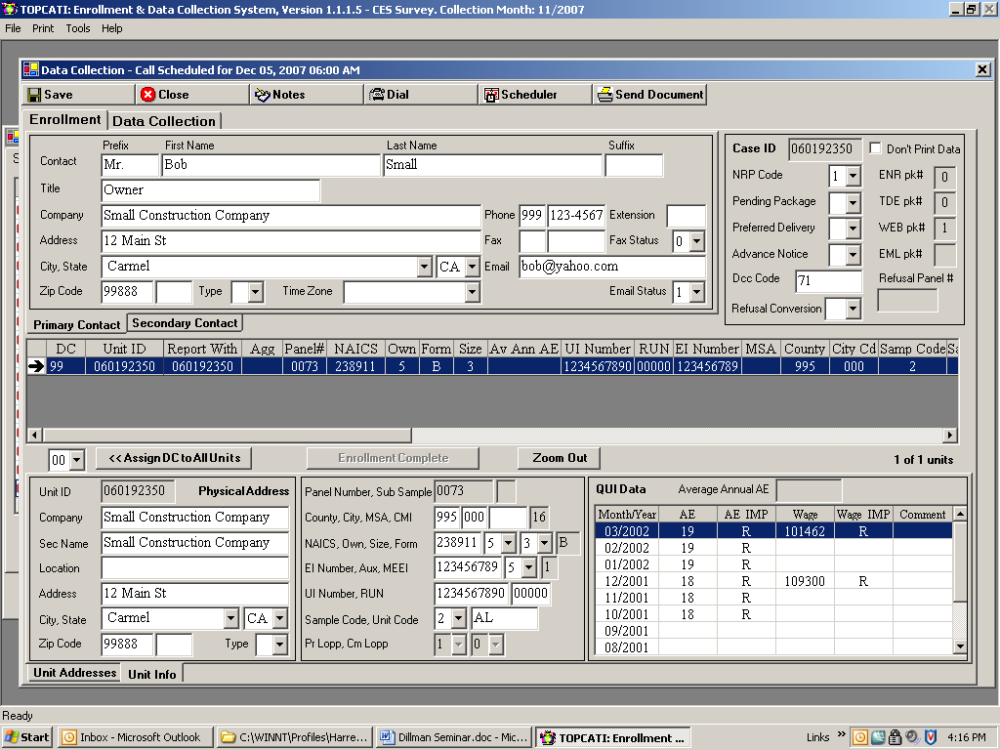 TOPCATI: Enrollment & Data Collection System, Version 1.1.1.5 - CES Survey. Collection Month: 11/2007
File Print Tools Help
Data Collection - Call Scheduled for Dec 05, 2007 06:00 AM
Save Close Notes Dial Scheduler Send Document
Enrollment Data Collection
Prefix First Name Last Name Suffix
Contact Mr. Bob Small
Title Owner
Company Small Construction Company Phone 999 123-4567 Extension
Address 12 Main St Fax Fax Status 0
City, State Carmel CA Email bob@yahoo.com
Zip Code 99888 Type Time Zone Email Status 1
Case ID 060192350 Don't Print Data
NRP Code 1 ENR pk# 0
Pending Package TDE pk# 0
Preferred Delivery WEB pk# 1
Advance Notice EML pk#
Dcc Code 71 Refusal Panel #
Refusal Conversion
Primary Contact Secondary Contact
DC Unit ID Report With Agg Panel# NAICS Own Form Size Av Ann AE UI Number RUN EI Number MSA County City Cd Samp Code Sa
99 060192350 060192350 0073 238911 5 B 3 1234567890 00000 123456789 995 000 2
00 << Assign DC to All Units Enrollment Complete Zoom Out 1 of 1 units
Unit ID 060192350 Physical Address
Company Small Construction Company
Sec Name Small Construction Company
Location
Address 12 Main St
City, State Carmel CA
Zip Code 99888 Type
Panel Number, Sub Sample 0073
County, City, MSA, CMI 995 000 16
NAICS, Own, Size, Form 238911 5 3 B
EI Number, Aux, MEEI 123456789 5 1
UI Number, RUN 1234567890 00000
Sample Code, Unit Code 2 AL
Pr Lopp, Cm Lopp 1 0
QUI Data Average Annual AE
Month/Year AE AE IMP Wage Wage IMP Comment
03/2002 19 R 101462 R
02/2002 19 R
01/2002 19 R
12/2001 18 R 109300 R
11/2001 18 R
10/2001 18 R
09/2001
08/2001
Unit Addresses Unit Info
Ready
Start Inbox - Microsoft Outlook C:\WINNT\Profiles\Harre... Dillman Seminar.doc - Mic... TOPCATI: Enrollment ... Links » 4:16 PM